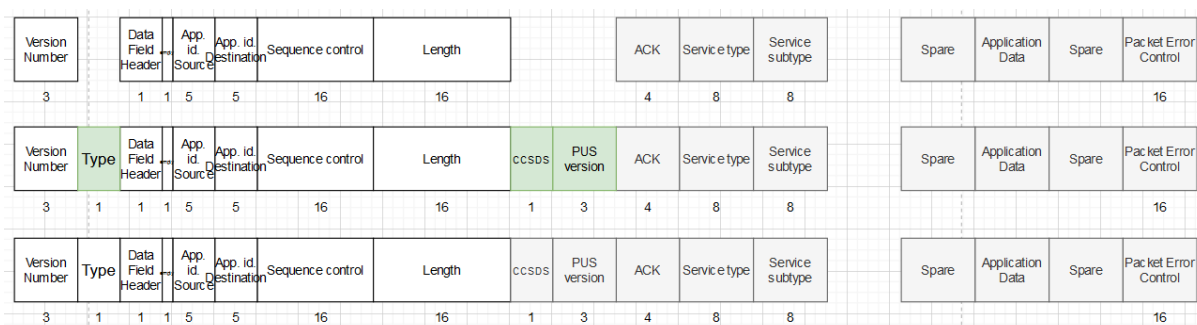 Version Number Data Field Header App. id. Source App. id. Destination Sequence control Length ACK Service type Service subtype Spare Application Data Spare Packet Error Control
3 1 1 5 5 16 16 4 8 8 16
Version Number Type Data Field Header App. id. Source App. id. Destination Sequence control Length CCSDS PUS version ACK Service type Service subtype Spare Application Data Spare Packet Error Control
3 1 1 1 5 5 16 16 1 3 4 8 8 16
Version Number Type Data Field Header App. id. Source App. id. Destination Sequence control Length CCSDS PUS version ACK Service type Service subtype Spare Application Data Spare Packet Error Control
3 1 1 1 5 5 16 16 1 3 4 8 8 16